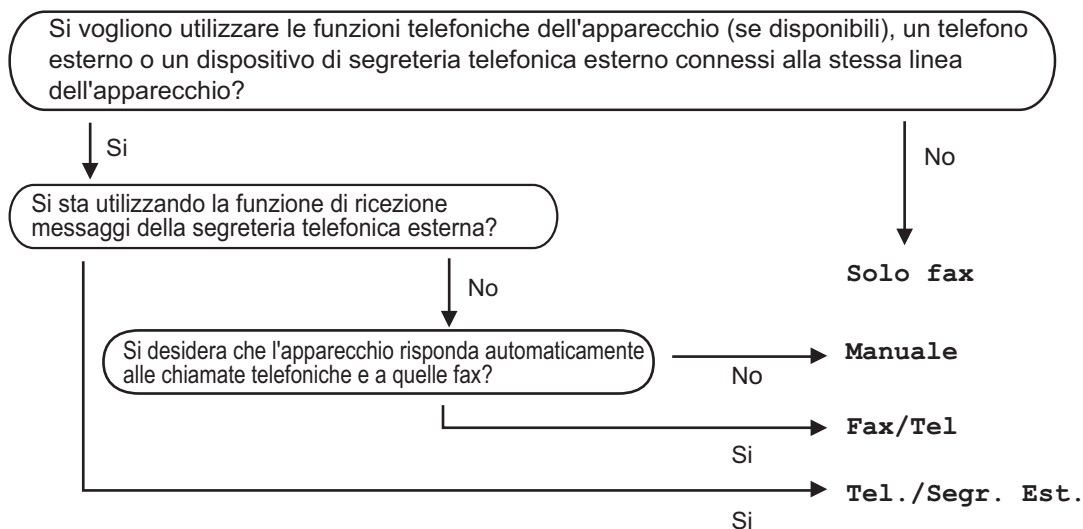 Si vogliono utilizzare le funzioni telefoniche dell'apparecchio (se disponibili), un telefono
esterno o un dispositivo di segreteria telefonica esterno connessi alla stessa linea
dell'apparecchio?
Si
No
Si sta utilizzando la funzione di ricezione
messaggi della segreteria telefonica esterna?
Solo fax
No
Si desidera che l'apparecchio risponda automaticamente
alle chiamate telefoniche e a quelle fax?
Manuale
No
Fax/Tel
Si
Tel./Segr. Est.
Si